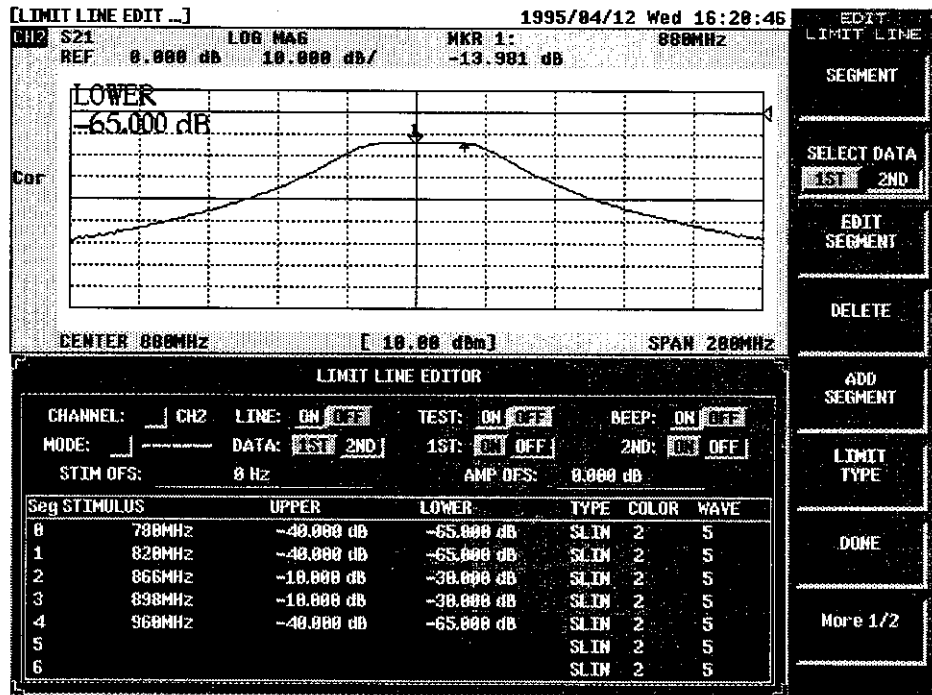 [LIMIT LINE EDIT ...] 1995/04/12 Wed 16:28:46
CH2 S21 LOG MAG MKR 1: 880MHz
REF 0.000 dB 10.000 dB/ -13.981 dB
LOWER
-65.000 dB
1
Cor
CENTER 880MHz [ 10.00 dBm] SPAN 200MHz
LIMIT LINE EDITOR
CHANNEL: CH2 LINE: ON OFF TEST: ON OFF BEEP: ON OFF
MODE: DATA: 1ST 2ND 1ST: ON OFF 2ND: ON OFF
STIM OFS: 0 Hz AMP OFS: 0.000 dB
Seg STIMULUS UPPER LOWER TYPE COLOR WAVE
0 780MHz -40.000 dB -65.000 dB SLIN 2 5
1 820MHz -40.000 dB -65.000 dB SLIN 2 5
2 866MHz -10.000 dB -30.000 dB SLIN 2 5
3 898MHz -10.000 dB -30.000 dB SLIN 2 5
4 960MHz -40.000 dB -65.000 dB SLIN 2 5
5 SLIN 2 5
6 SLIN 2 5
EDIT
LIMIT LINE
SEGMENT
SELECT DATA
1ST 2ND
EDIT
SEGMENT
DELETE
ADD
SEGMENT
LIMIT
TYPE
DONE
More 1/2